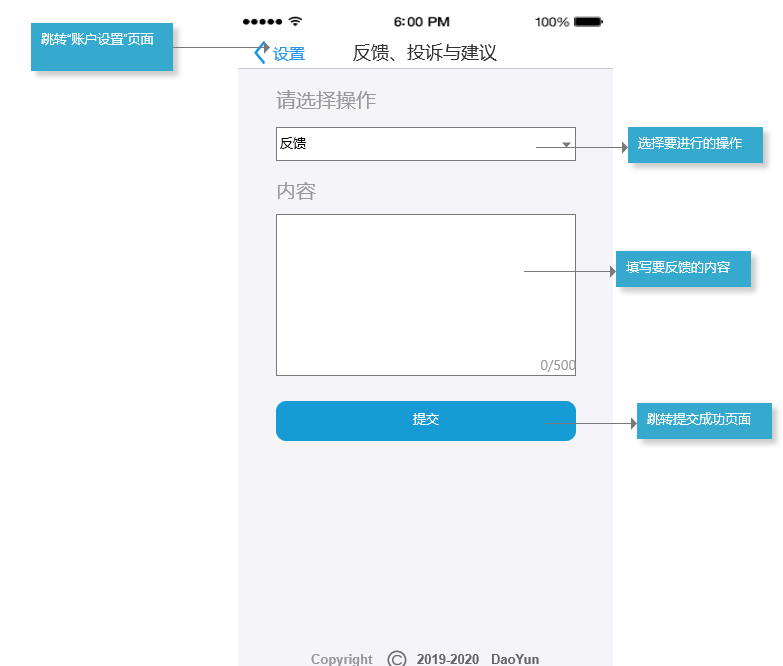 6:00 PM 100%
跳转“账户设置”页面
设置 反馈、投诉与建议
请选择操作
反馈
选择要进行的操作
内容
填写要反馈的内容
0/500
提交
跳转提交成功页面
Copyright © 2019-2020 DaoYun